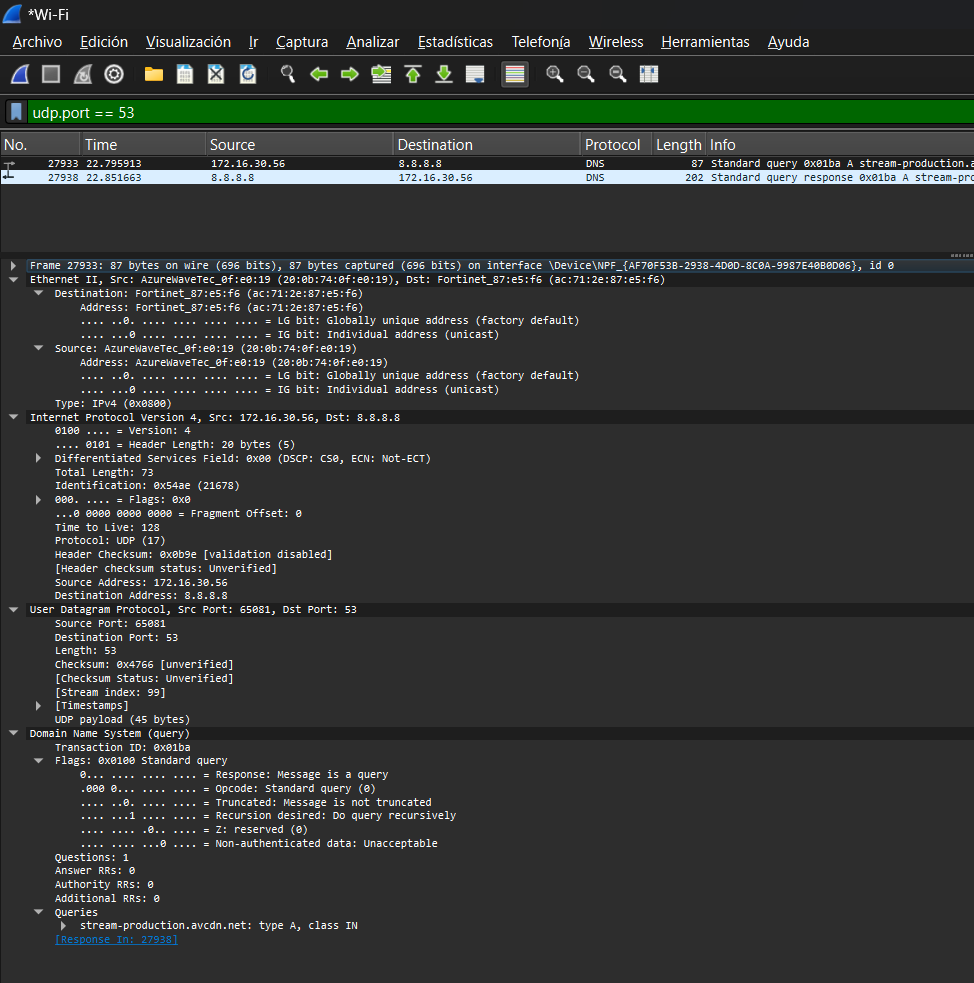 *Wi-Fi
Archivo Edición Visualización Ir Captura Analizar Estadísticas Telefonía Wireless Herramientas Ayuda
udp.port == 53
No. Time Source Destination Protocol Length Info
27933 22.795913 172.16.30.56 8.8.8.8 DNS 87 Standard query 0x01ba A stream-production.a
27938 22.851663 8.8.8.8 172.16.30.56 DNS 202 Standard query response 0x01ba A stream-pro
Frame 27933: 87 bytes on wire (696 bits), 87 bytes captured (696 bits) on interface \Device\NPF_{AF70F53B-2938-4D0D-8C0A-9987E40B0D06}, id 0
Ethernet II, Src: AzureWaveTec_0f:e0:19 (20:0b:74:0f:e0:19), Dst: Fortinet_87:e5:f6 (ac:71:2e:87:e5:f6)
Destination: Fortinet_87:e5:f6 (ac:71:2e:87:e5:f6)
Address: Fortinet_87:e5:f6 (ac:71:2e:87:e5:f6)
.... ..0. .... .... .... .... = LG bit: Globally unique address (factory default)
.... ...0 .... .... .... .... = IG bit: Individual address (unicast)
Source: AzureWaveTec_0f:e0:19 (20:0b:74:0f:e0:19)
Address: AzureWaveTec_0f:e0:19 (20:0b:74:0f:e0:19)
.... ..0. .... .... .... .... = LG bit: Globally unique address (factory default)
.... ...0 .... .... .... .... = IG bit: Individual address (unicast)
Type: IPv4 (0x0800)
Internet Protocol Version 4, Src: 172.16.30.56, Dst: 8.8.8.8
0100 .... = Version: 4
.... 0101 = Header Length: 20 bytes (5)
Differentiated Services Field: 0x00 (DSCP: CS0, ECN: Not-ECT)
Total Length: 73
Identification: 0x54ae (21678)
000. .... = Flags: 0x0
...0 0000 0000 0000 = Fragment Offset: 0
Time to Live: 128
Protocol: UDP (17)
Header Checksum: 0x0b9e [validation disabled]
[Header checksum status: Unverified]
Source Address: 172.16.30.56
Destination Address: 8.8.8.8
User Datagram Protocol, Src Port: 65081, Dst Port: 53
Source Port: 65081
Destination Port: 53
Length: 53
Checksum: 0x4766 [unverified]
[Checksum Status: Unverified]
[Stream index: 99]
[Timestamps]
UDP payload (45 bytes)
Domain Name System (query)
Transaction ID: 0x01ba
Flags: 0x0100 Standard query
0... .... .... .... = Response: Message is a query
.000 0... .... .... = Opcode: Standard query (0)
.... ..0. .... .... = Truncated: Message is not truncated
.... ...1 .... .... = Recursion desired: Do query recursively
.... .... .0.. .... = Z: reserved (0)
.... .... ...0 .... = Non-authenticated data: Unacceptable
Questions: 1
Answer RRs: 0
Authority RRs: 0
Additional RRs: 0
Queries
stream-production.avcdn.net: type A, class IN
[Response In: 27938]